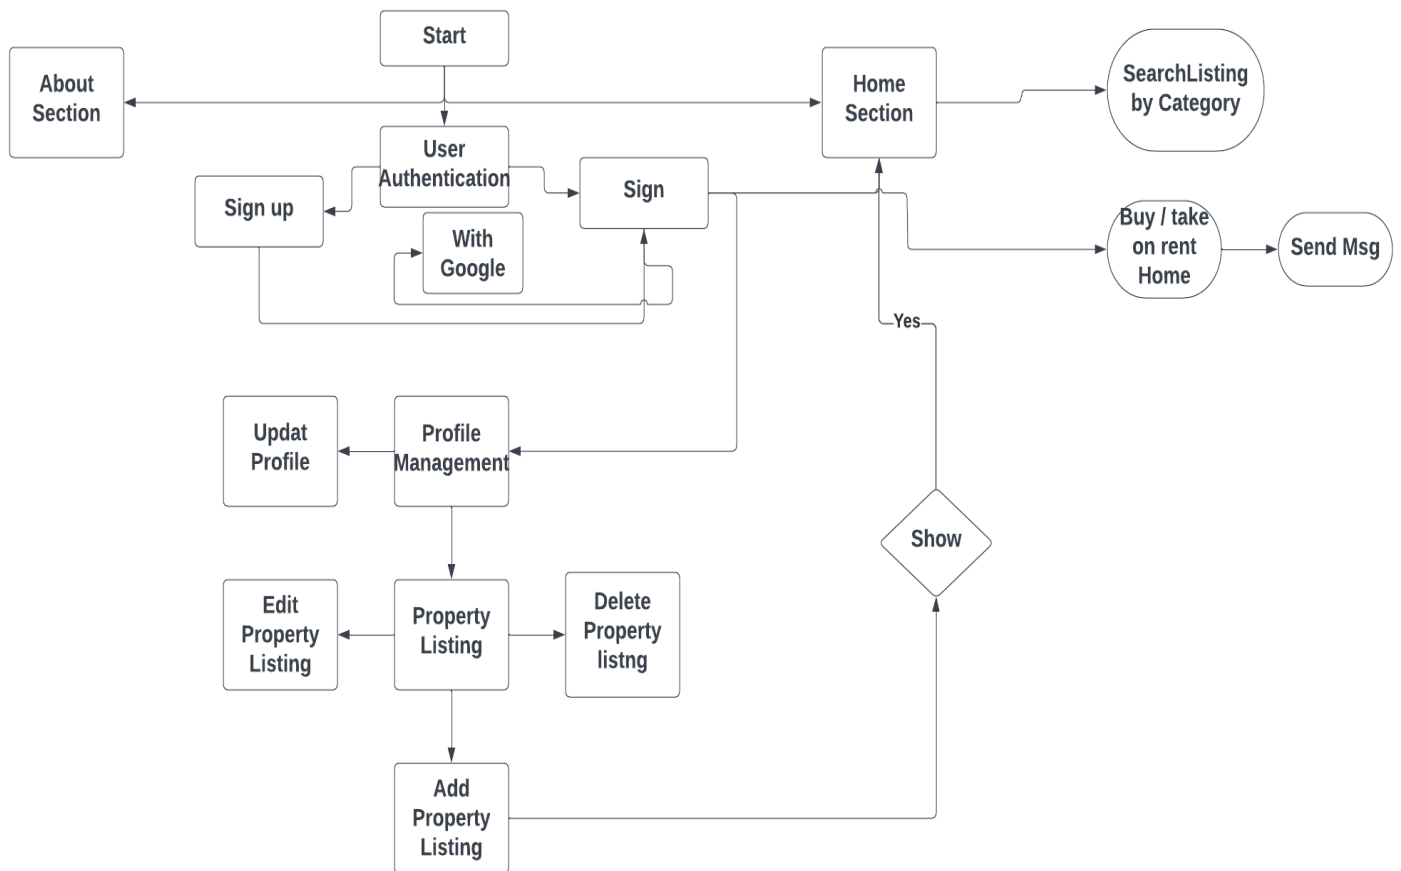 Start
About
Section
Home
Section
SearchListing
by Category
User
Authentication
Sign up
Sign
With
Google
Buy / take
on rent
Home
Send Msg
Yes
Updat
Profile
Profile
Management
Show
Edit
Property
Listing
Property
Listing
Delete
Property
listng
Add
Property
Listing